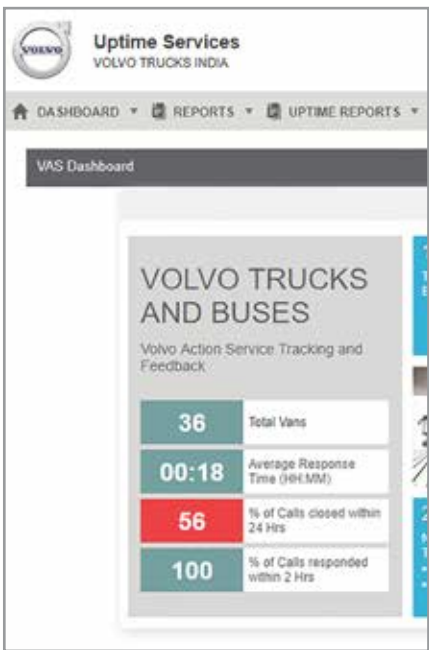 VOLVO
Uptime Services
VOLVO TRUCKS INDIA
DASHBOARD
REPORTS
UPTIME REPORTS
VAS Dashboard
VOLVO TRUCKS
AND BUSES
Volvo Action Service Tracking and
Feedback
36
Total Vans
00:18
Average Response
Time (HH:MM)
56
% of Calls closed within
24 Hrs
100
% of Calls responded
within 2 Hrs